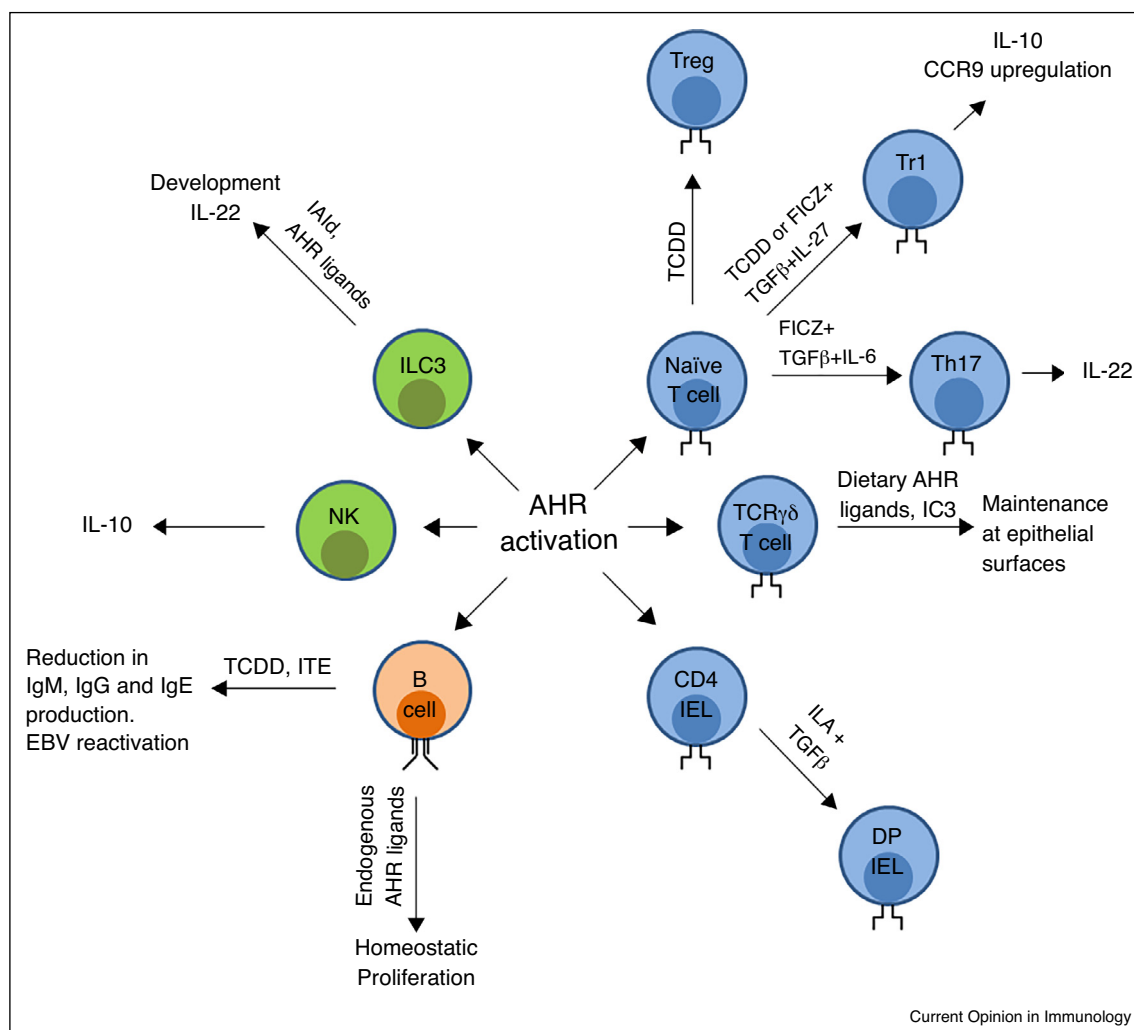 IL-10
CCR9 upregulation
Treg
Tr1
Development
IL-22
IAld,
AHR ligands
TCDD
TCDD or FICZ+
TGFβ+IL-27
FICZ+
TGFβ+IL-6
ILC3
Naïve
T cell
Th17
IL-22
AHR
activation
NK
IL-10
TCRγδ
T cell
Dietary AHR
ligands, IC3
Maintenance
at epithelial
surfaces
Reduction in
IgM, IgG and IgE
production.
EBV reactivation
TCDD, ITE
B
cell
CD4
IEL
ILA +
TGFβ
Endogenous
AHR ligands
DP
IEL
Homeostatic
Proliferation
Current Opinion in Immunology